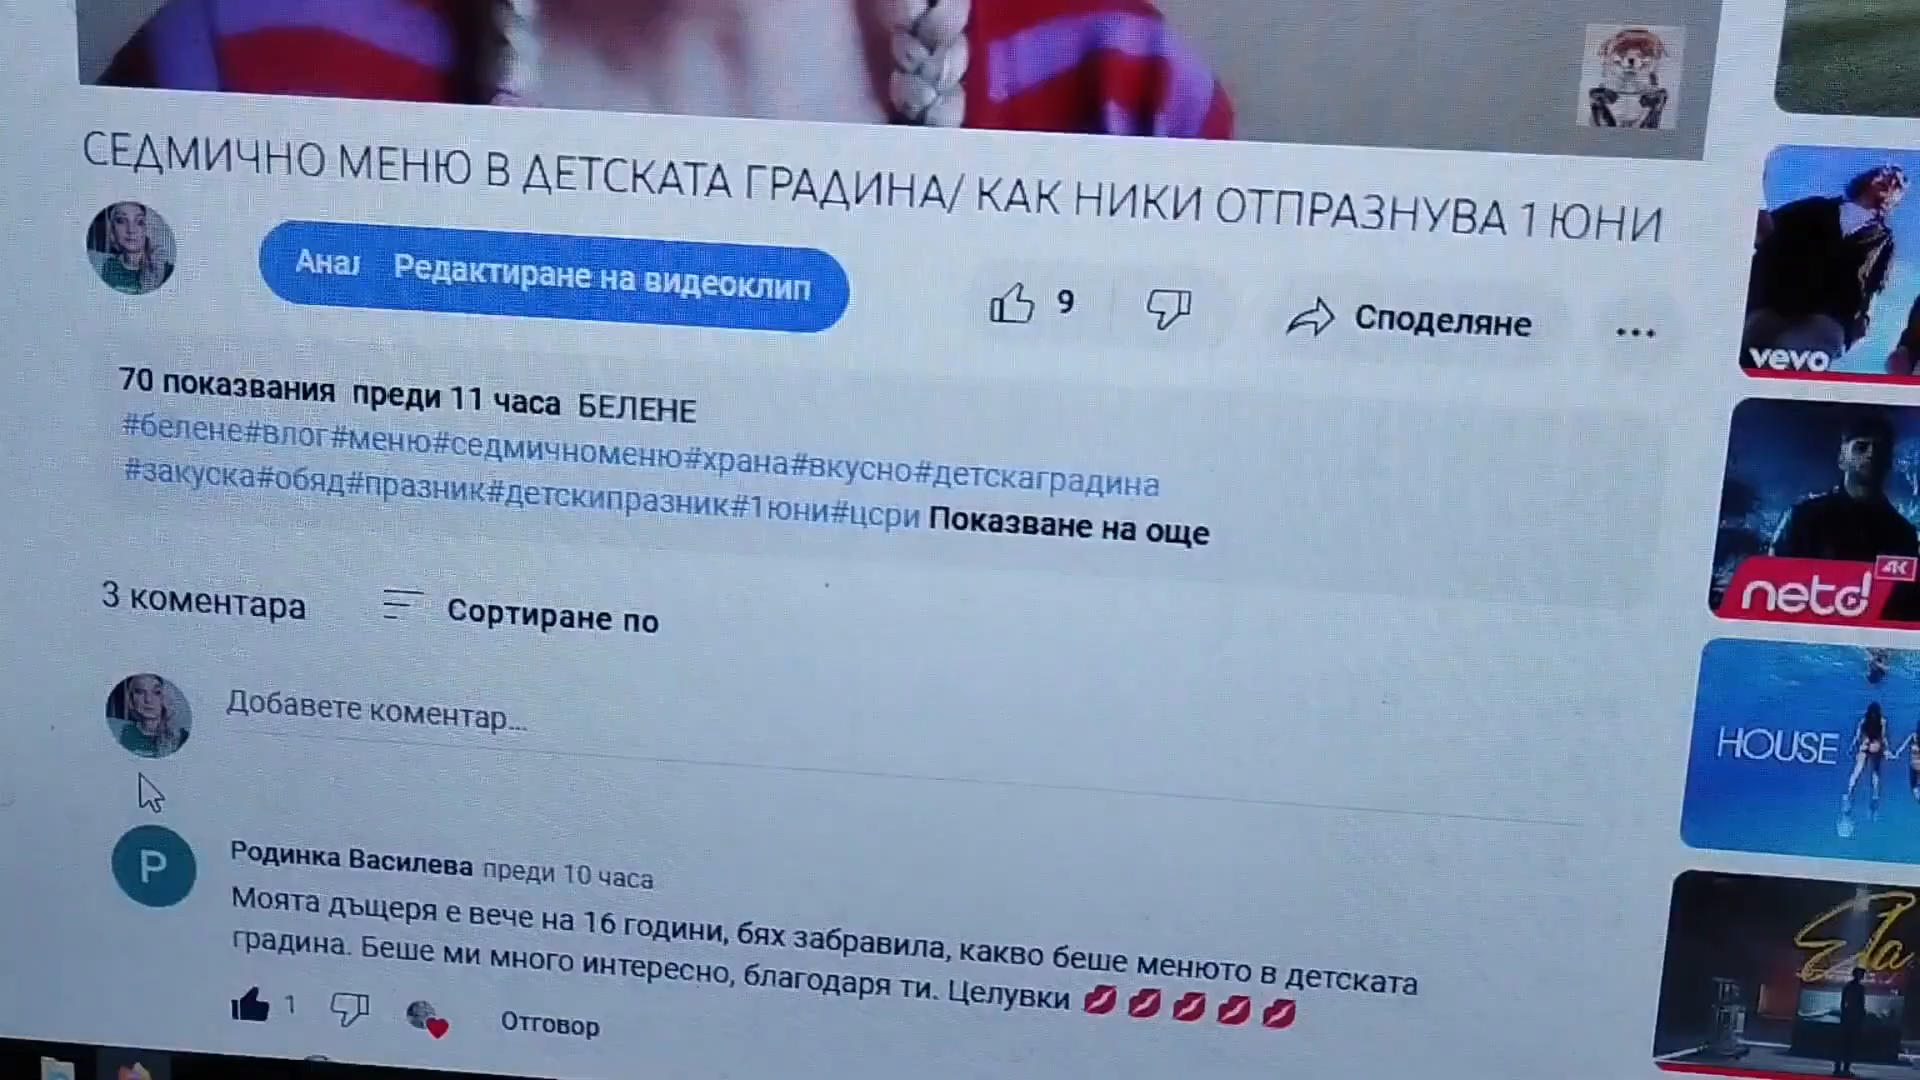 СЕДМИЧНО МЕНЮ В ДЕТСКАТА ГРАДИНА/ КАК НИКИ ОТПРАЗНУВА 1 ЮНИ
Редактиране на видеоклип
9
Споделяне
70 показвания преди 11 часа БЕЛЕНЕ
#белене#влог#меню#седмичноменю#храна#вкусно#детскаградина
#закуска#обяд#празник#детскипразник#1юни#цсри Показване на още
3 коментара
Сортиране по
Добавете коментар...
Р
Родинка Василева преди 10 часа
Моята дъщеря е вече на 16 години, бях забравила, какво беше менюто в детската
градина. Беше ми много интересно, благодаря ти. Целувки 💋💋💋💋💋
1
Отговор
vevo
netd
4K
HOUSE
Ela